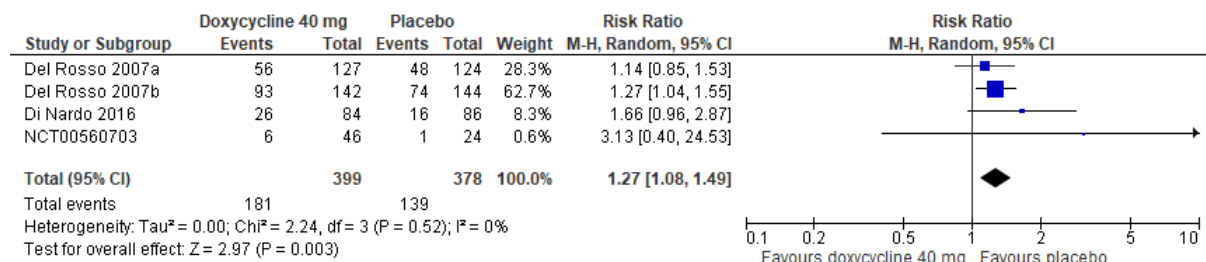 Doxycycline 40 mg Placebo Risk Ratio Risk Ratio
Study or Subgroup Events Total Events Total Weight M-H, Random, 95% CI M-H, Random, 95% CI
Del Rosso 2007a 56 127 48 124 28.3% 1.14 [0.85, 1.53]
Del Rosso 2007b 93 142 74 144 62.7% 1.27 [1.04, 1.55]
Di Nardo 2016 26 84 16 86 8.3% 1.66 [0.96, 2.87]
NCT00560703 6 46 1 24 0.6% 3.13 [0.40, 24.53]
Total (95% CI) 399 378 100.0% 1.27 [1.08, 1.49]
Total events 181 139
Heterogeneity: Tau² = 0.00; Chi² = 2.24, df = 3 (P = 0.52); I² = 0%
Test for overall effect: Z = 2.97 (P = 0.003)
0.1 0.2 0.5 1 2 5 10
Favours doxycycline 40 mg Favours placebo